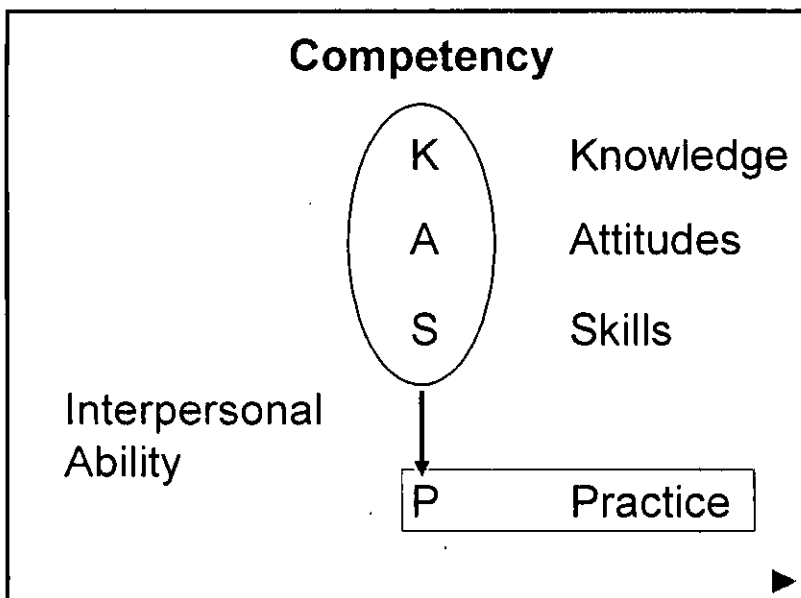 Competency
K Knowledge
A Attitudes
S Skills
Interpersonal
Ability
P Practice